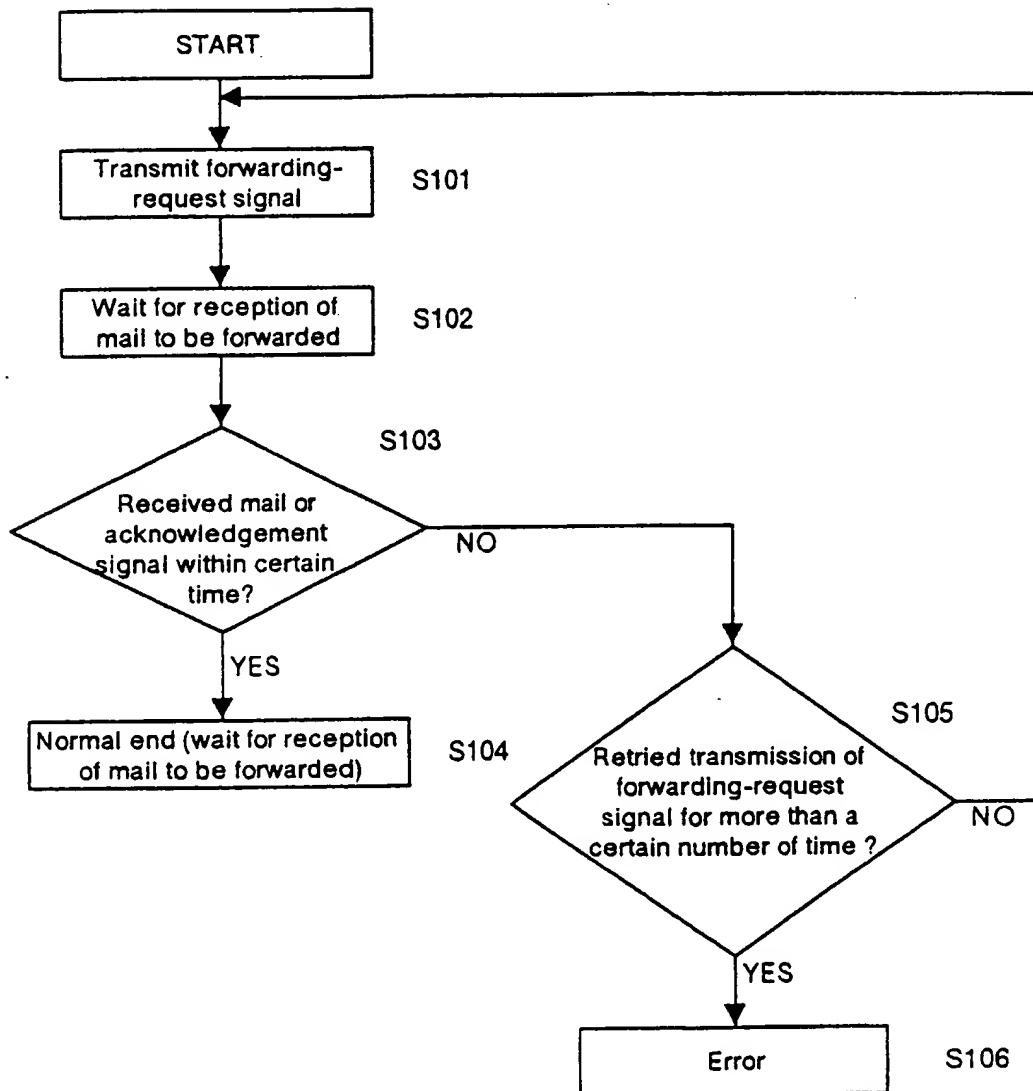 START
Transmit forwarding-
request signal
S101
Wait for reception of
mail to be forwarded
S102
S103
Received mail or
acknowledgement
signal within certain
time?
NO
YES
Normal end (wait for reception
of mail to be forwarded)
S104
S105
Retried transmission of
forwarding-request
signal for more than a
certain number of time ?
NO
YES
Error
S106